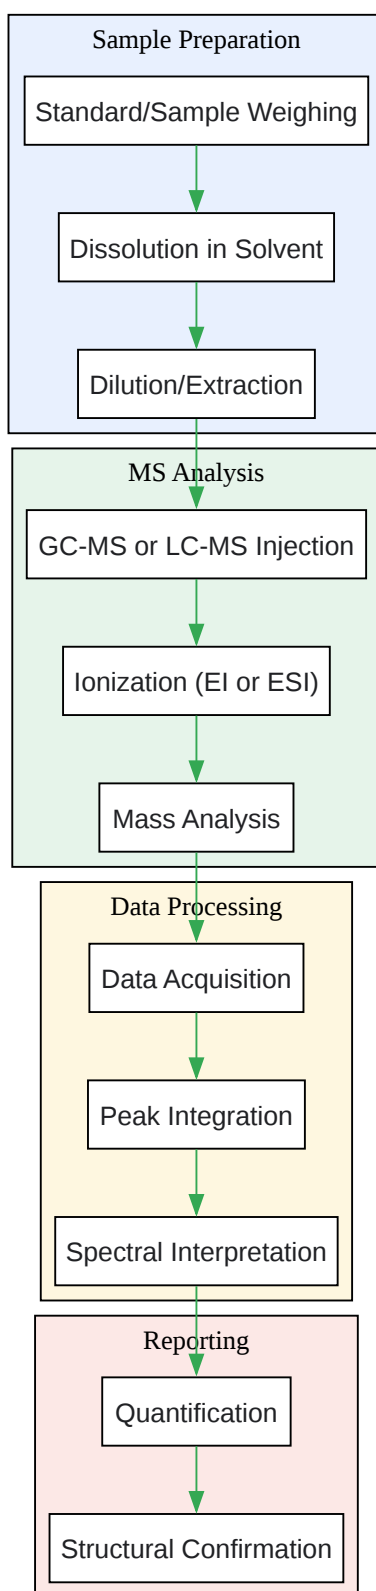 Sample Preparation
Standard/Sample Weighing
Dissolution in Solvent
Dilution/Extraction
MS Analysis
GC-MS or LC-MS Injection
Ionization (EI or ESI)
Mass Analysis
Data Processing
Data Acquisition
Peak Integration
Spectral Interpretation
Reporting
Quantification
Structural Confirmation